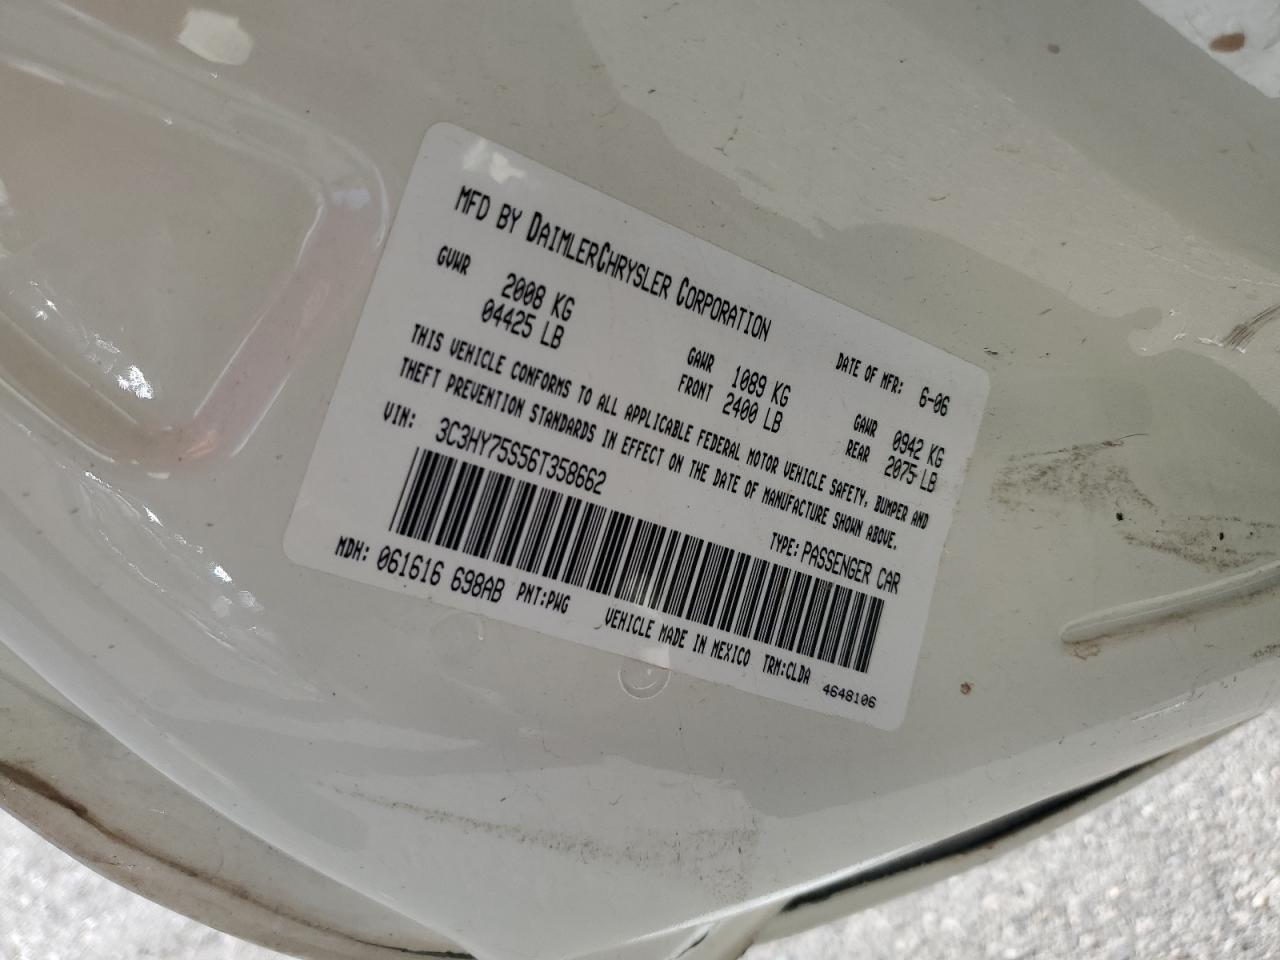 MFD BY DAIMLERCHRYSLER CORPORATION
DATE OF MFR: 6-06
GVWR 2008 KG
04425 LB
GAWR FRONT 1089 KG
2400 LB
GAWR REAR 0942 KG
2075 LB
THIS VEHICLE CONFORMS TO ALL APPLICABLE FEDERAL MOTOR VEHICLE SAFETY, BUMPER AND
THEFT PREVENTION STANDARDS IN EFFECT ON THE DATE OF MANUFACTURE SHOWN ABOVE.
VIN: 3C3HY75S56T358662
TYPE: PASSENGER CAR
MDH: 061616 698AB PNT:PWG
VEHICLE MADE IN MEXICO TRM:CLDA
4648106